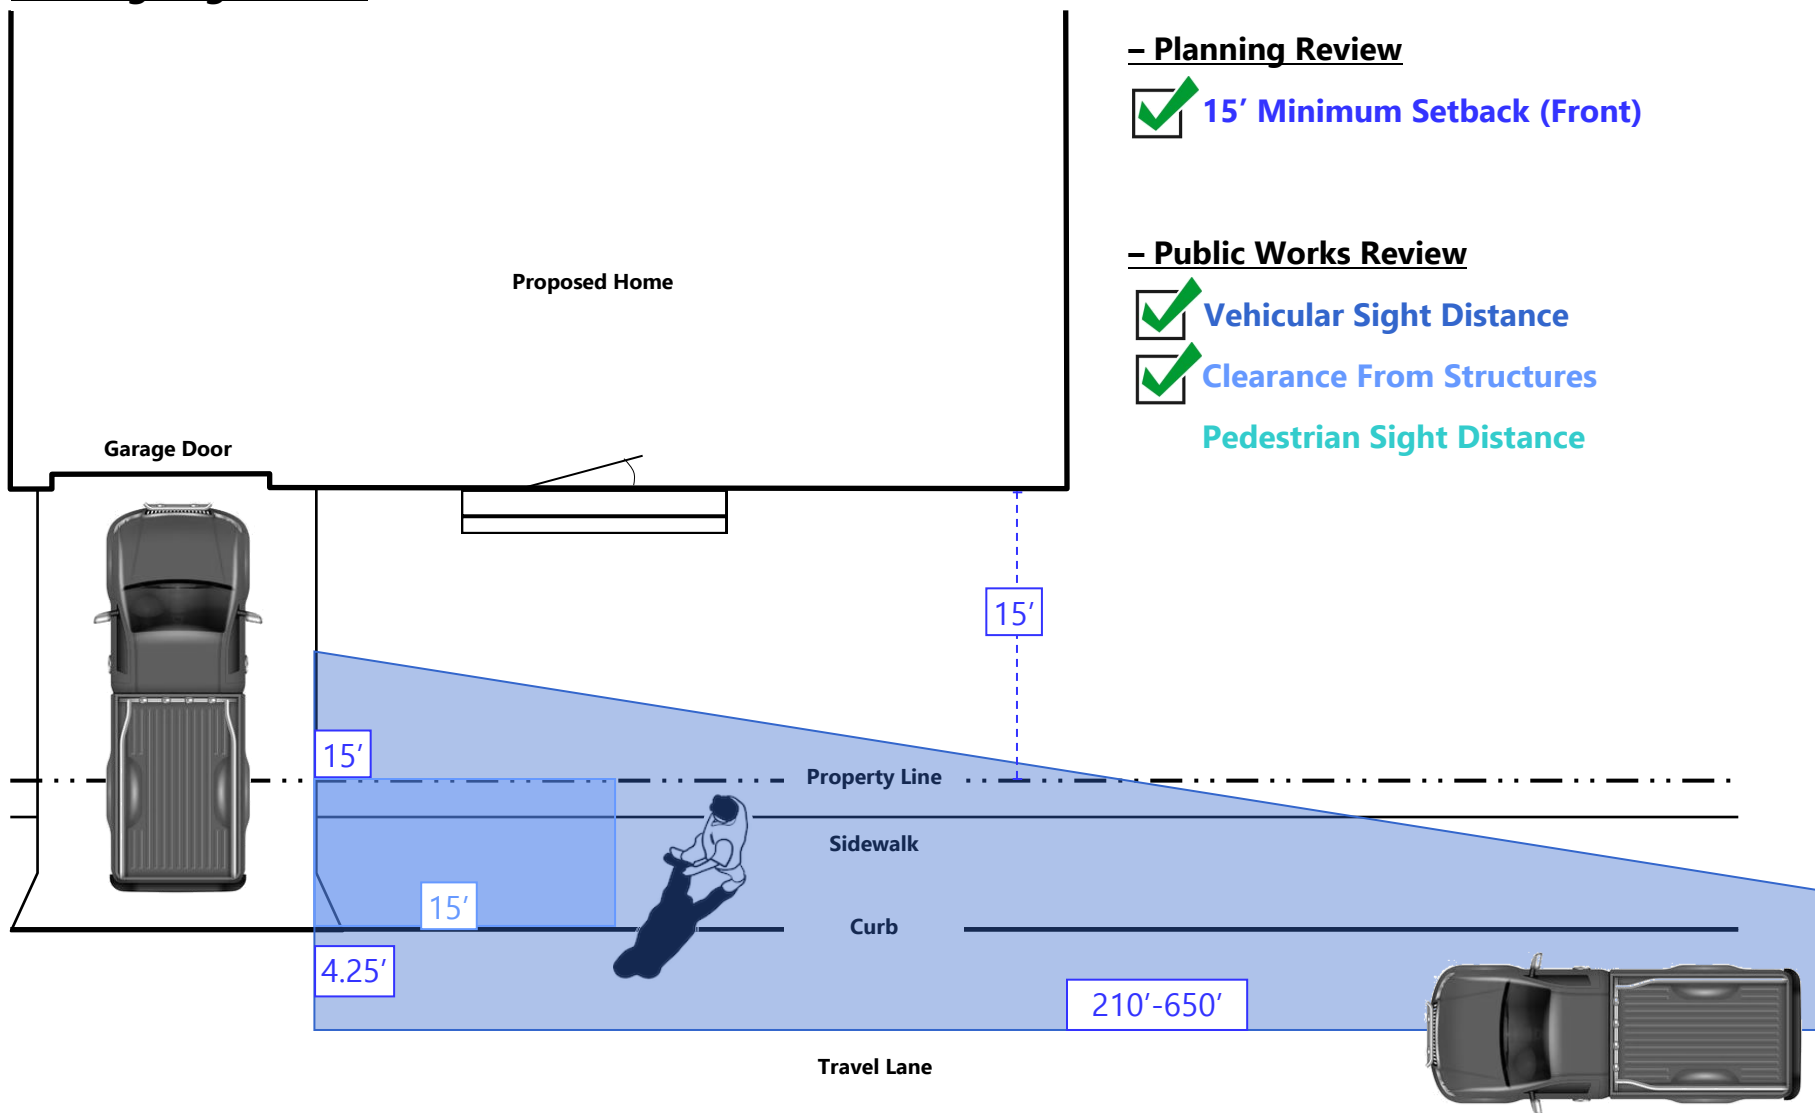 – Planning Review
15’ Minimum Setback (Front)
– Public Works Review
Proposed Home
Vehicular Sight Distance
Clearance From Structures
Pedestrian Sight Distance
Garage Door
15’
15’
Property Line
Sidewalk
15’
Curb
4.25’
210’-650’
Travel Lane